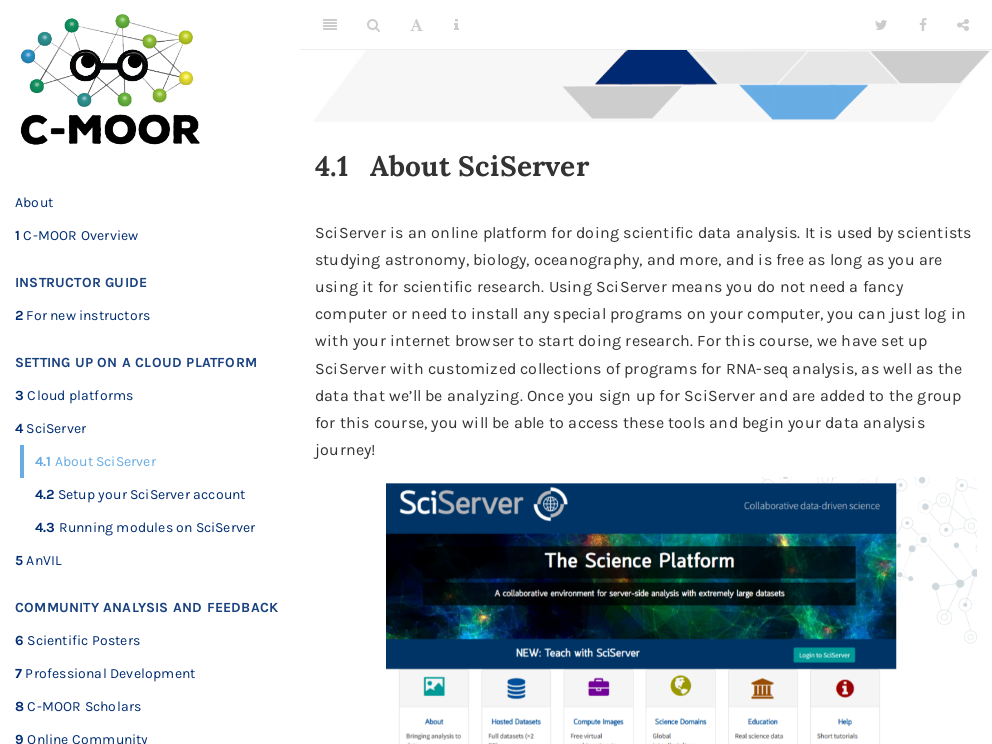 C-MOOR
About
1 C-MOOR Overview
INSTRUCTOR GUIDE
2 For new instructors
SETTING UP ON A CLOUD PLATFORM
3 Cloud platforms
4 SciServer
4.1 About SciServer
4.2 Setup your SciServer account
4.3 Running modules on SciServer
5 AnVIL
COMMUNITY ANALYSIS AND FEEDBACK
6 Scientific Posters
7 Professional Development
8 C-MOOR Scholars
9 Online Community
A
4.1 About SciServer
SciServer is an online platform for doing scientific data analysis. It is used by scientists
studying astronomy, biology, oceanography, and more, and is free as long as you are
using it for scientific research. Using SciServer means you do not need a fancy
computer or need to install any special programs on your computer, you can just log in
with your internet browser to start doing research. For this course, we have set up
SciServer with customized collections of programs for RNA-seq analysis, as well as the
data that we’ll be analyzing. Once you sign up for SciServer and are added to the group
for this course, you will be able to access these tools and begin your data analysis
journey!
SciServer
Collaborative data-driven science
The Science Platform
A collaborative environment for server-side analysis with extremely large datasets
NEW: Teach with SciServer
Login to SciServer
About Hosted Datasets Compute Images Science Domains Education Help
Bringing analysis to Full datasets (>2 Free virtual Global Real science data Short tutorials